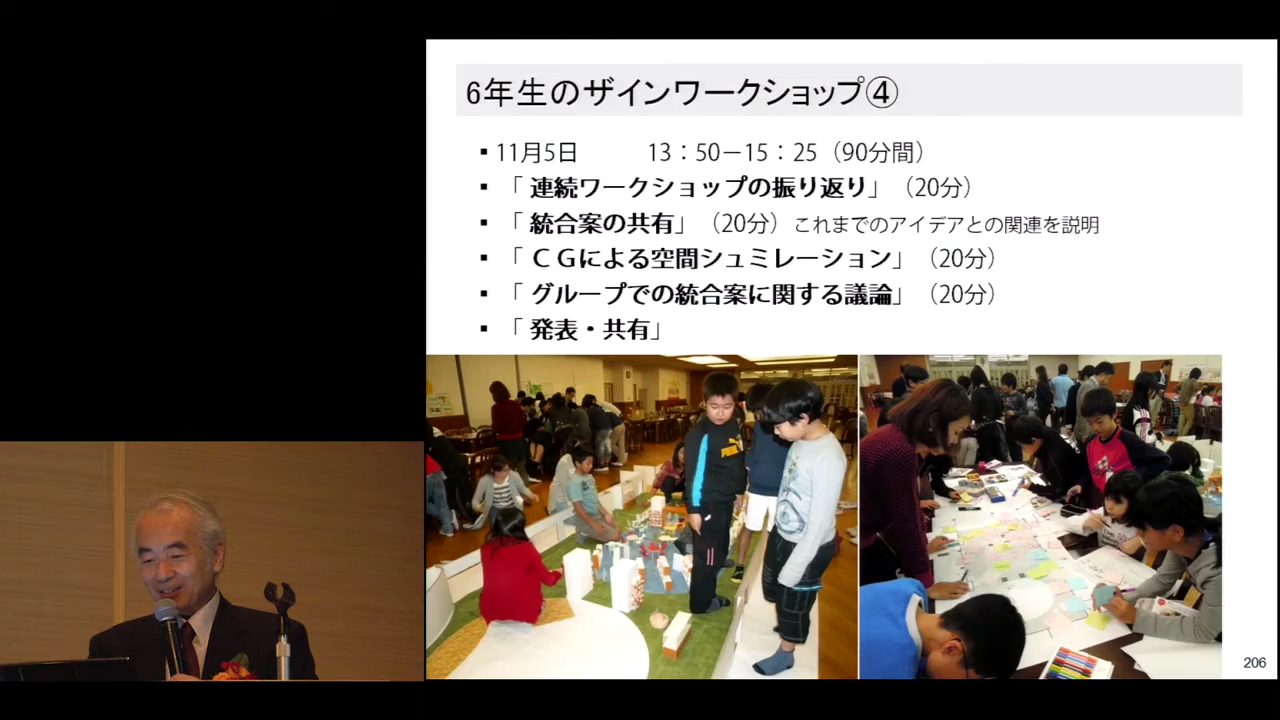 6年生のザインワークショップ④
▪ 11月5日 13：50－15：25（90分間）
▪ 「 連続ワークショップの振り返り」（20分）
▪ 「 統合案の共有」（20分）これまでのアイデアとの関連を説明
▪ 「 ＣＧによる空間シュミレーション」（20分）
▪ 「 グループでの統合案に関する議論」（20分）
▪ 「 発表・共有」
PUMA
206